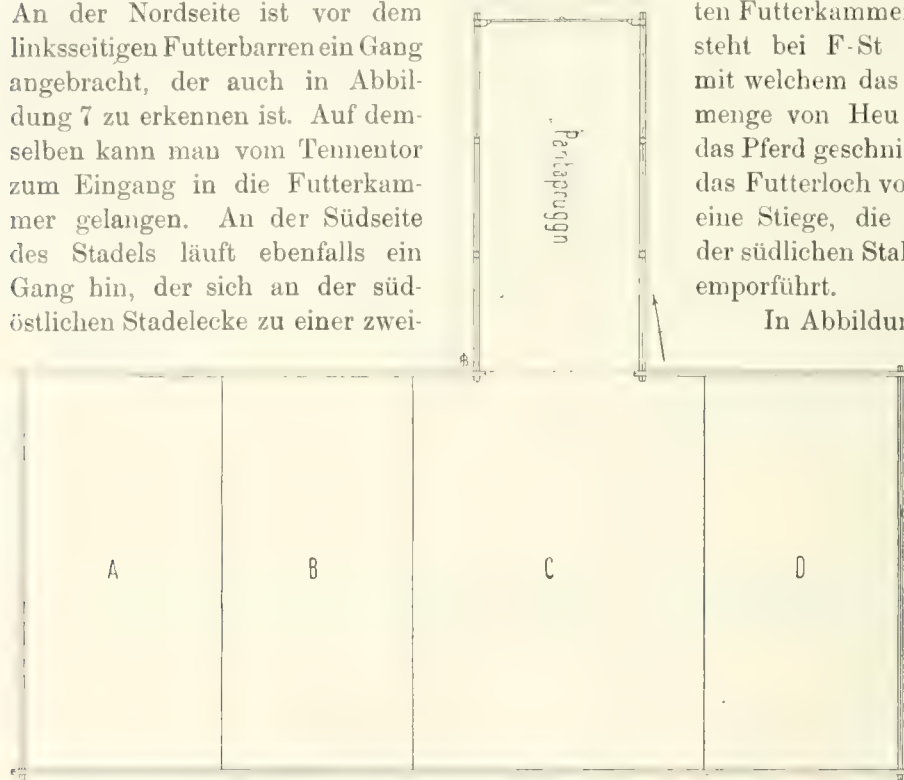 An der Nordseite ist vor dem
linksseitigen Futterbarren ein Gang
angebracht, der auch in Abbil-
dung 7 zu erkennen ist. Auf dem-
selben kann man vom Tennentor
zum Eingang in die Futterkam-
mer gelangen. An der Südseite
des Stadels läuft ebenfalls ein
Gang hin, der sich an der süd-
östlichen Stadelecke zu einer zwei-
ten Futterkammer
steht bei F-St
mit welchem das
menge von Heu
das Pferd geschni
das Futterloch vo
eine Stiege, die
der südlichen Stal
emporführt.
In Abbildun
A
B
C
D